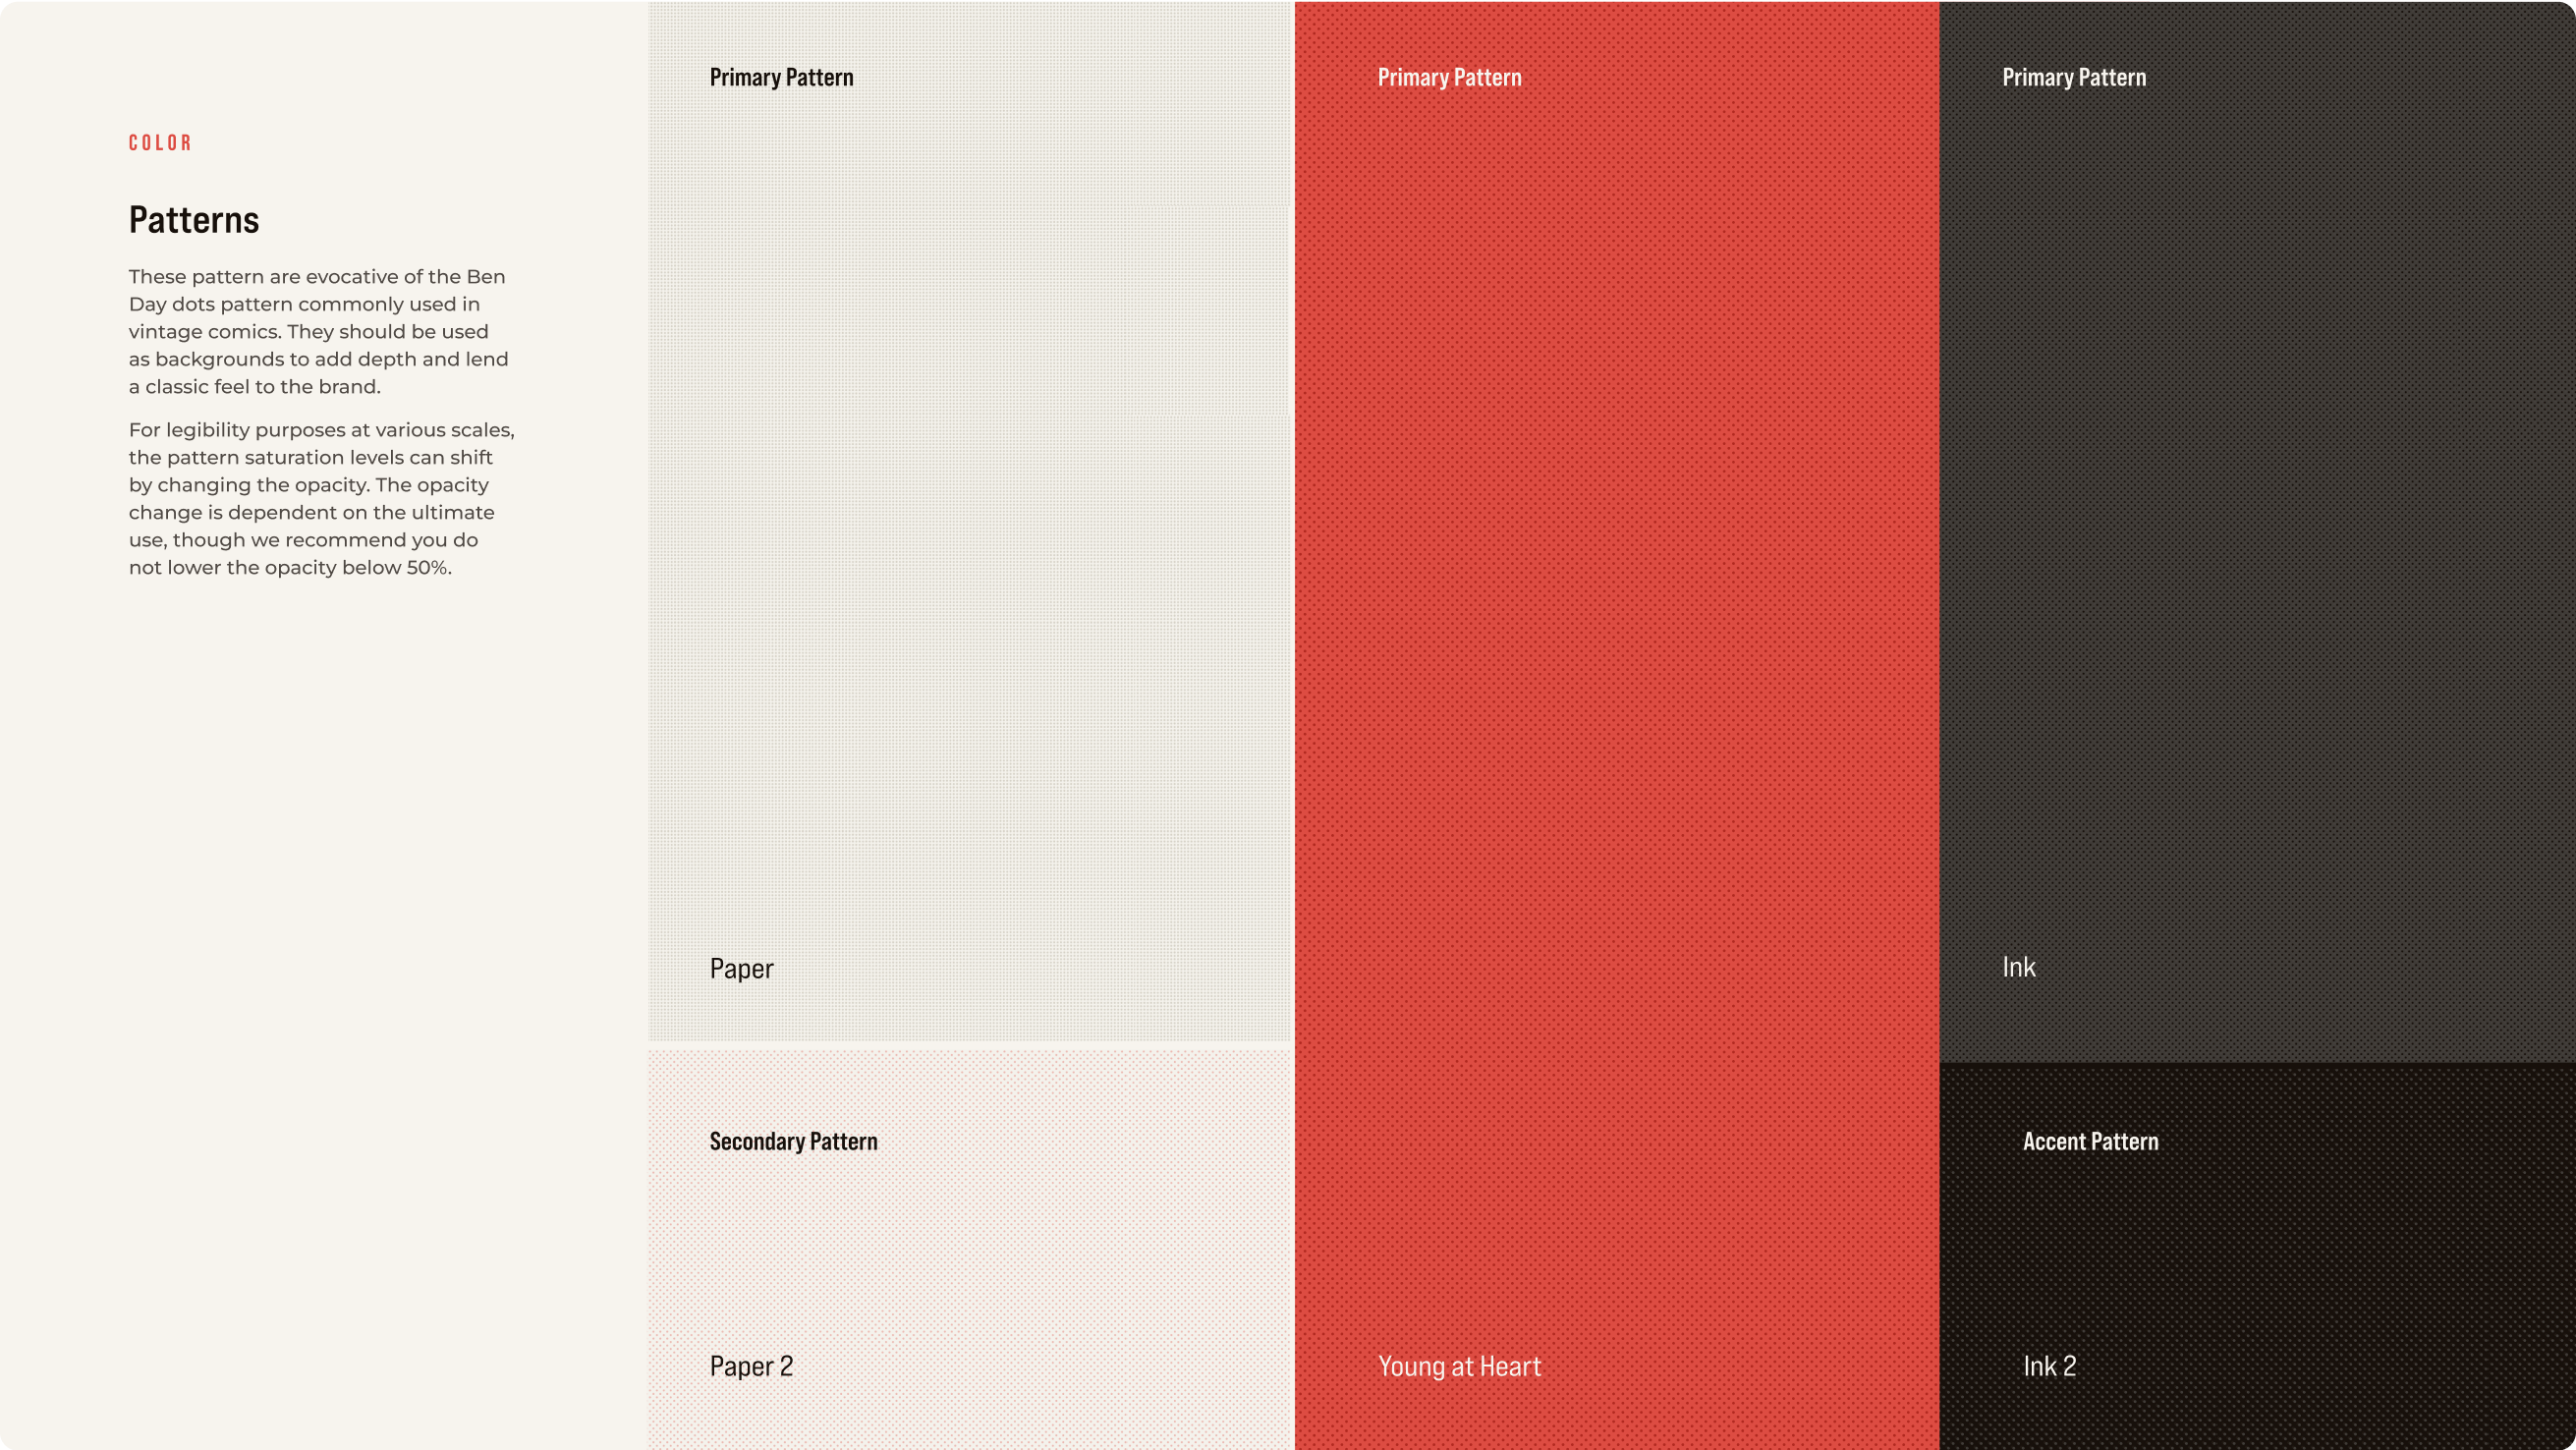 COLOR
Patterns
These pattern are evocative of the Ben
Day dots pattern commonly used in
vintage comics. They should be used
as backgrounds to add depth and lend
a classic feel to the brand.
For legibility purposes at various scales,
the pattern saturation levels can shift
by changing the opacity. The opacity
change is dependent on the ultimate
use, though we recommend you do
not lower the opacity below 50%.
Primary Pattern
Paper
Secondary Pattern
Paper 2
Primary Pattern
Young at Heart
Primary Pattern
Ink
Accent Pattern
Ink 2